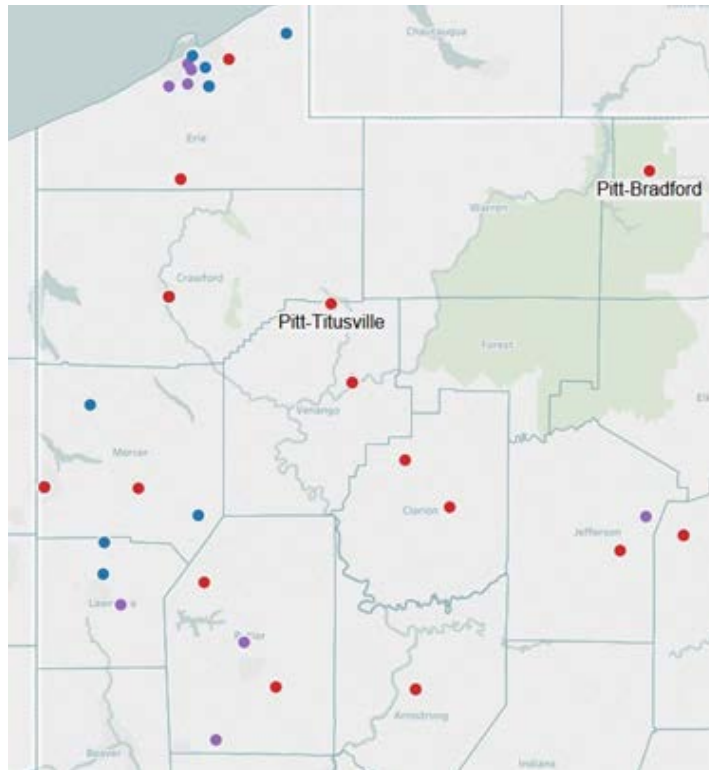 Chautauqua
Erie
Pitt-Bradford
Warren
Crawford
Pitt-Titusville
Forest
Venango
Mercer
Clarion
Jefferson
Butler
Armstrong
Beaver
Indiana